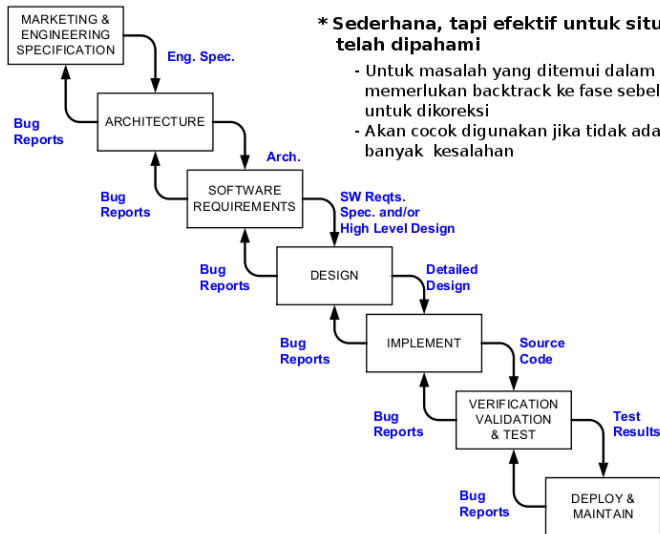 MARKETING &
ENGINEERING
SPECIFICATION
* Sederhana, tapi efektif untuk
telah dipahami
- Untuk masalah yang ditemui dalam
memerlukan backtrack ke fase
untuk dikoreksi
- Akan cocok digunakan jika tidak ada
banyak kesalahan
Eng. Spec.
Bug
Reports
ARCHITECTURE
Arch.
Bug
Reports
SOFTWARE
REQUIREMENTS
SW Reqts.
Spec. and/or
High Level Design
Bug
Reports
DESIGN
Detailed
Design
Bug
Reports
IMPLEMENT
Source
Code
Bug
Reports
VERIFICATION
VALIDATION
& TEST
Test
Results
Bug
Reports
DEPLOY &
MAINTAIN